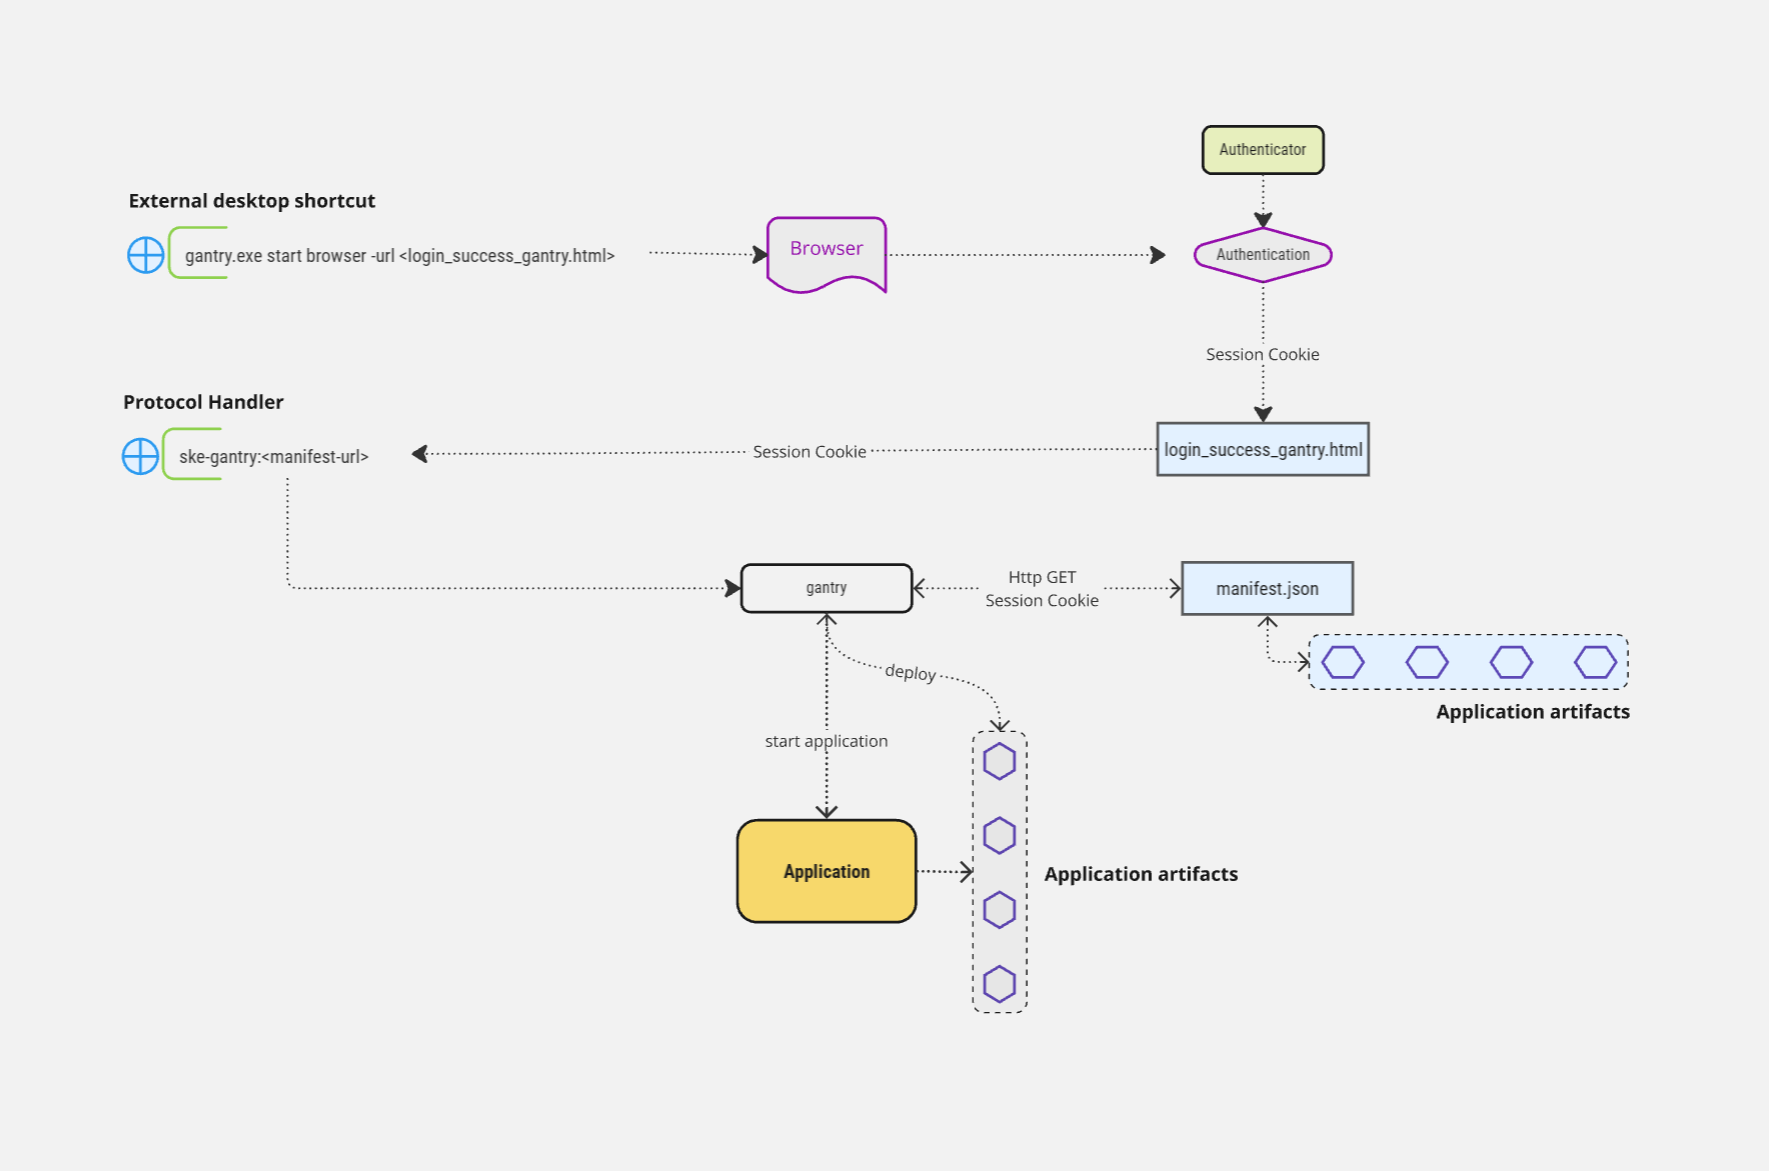 Authenticator
External desktop shortcut
gantry.exe start browser -url <login_success_gantry.html>
Browser
Authentication
Session Cookie
Protocol Handler
ske-gantry:<manifest-url>
Session Cookie
login_success_gantry.html
gantry
Http GET
Session Cookie
manifest.json
deploy
Application artifacts
start application
Application
Application artifacts